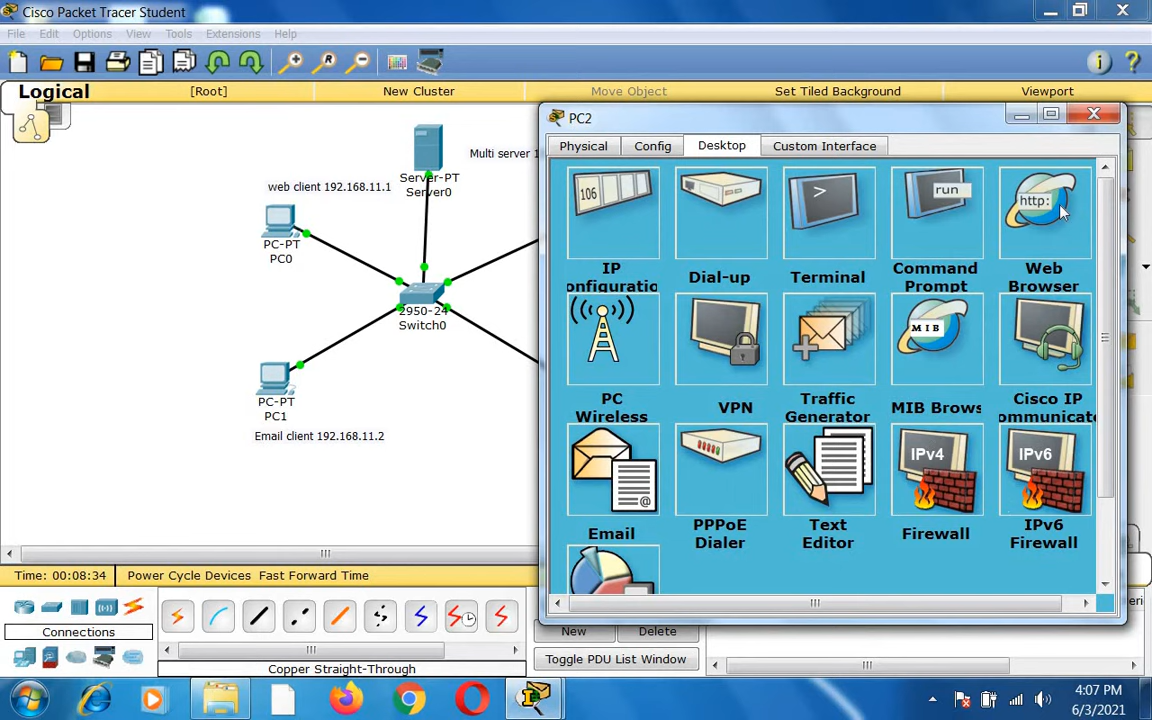 Cisco Packet Tracer Student
File Edit Options View Tools Extensions Help
Logical [Root] New Cluster Move Object Set Tiled Background Viewport
Multi server 1
Server-PT
Server0
web client 192.168.11.1
PC-PT
PC0
2950-24
Switch0
PC-PT
PC1
Email client 192.168.11.2
PC2
Physical Config Desktop Custom Interface
106
>
run
http:
IP
onfiguratio
Dial-up
Terminal
Command
Prompt
Web
Browser
MIB
PC
Wireless
VPN
Traffic
Generator
MIB Brows
Cisco IP
ommunicat
@
IPv4
IPv6
Email
PPPoE
Dialer
Text
Editor
Firewall
IPv6
Firewall
Time: 00:08:34 Power Cycle Devices Fast Forward Time
Connections
Copper Straight-Through
New Delete
Toggle PDU List Window
eri
4:07 PM
6/3/2021